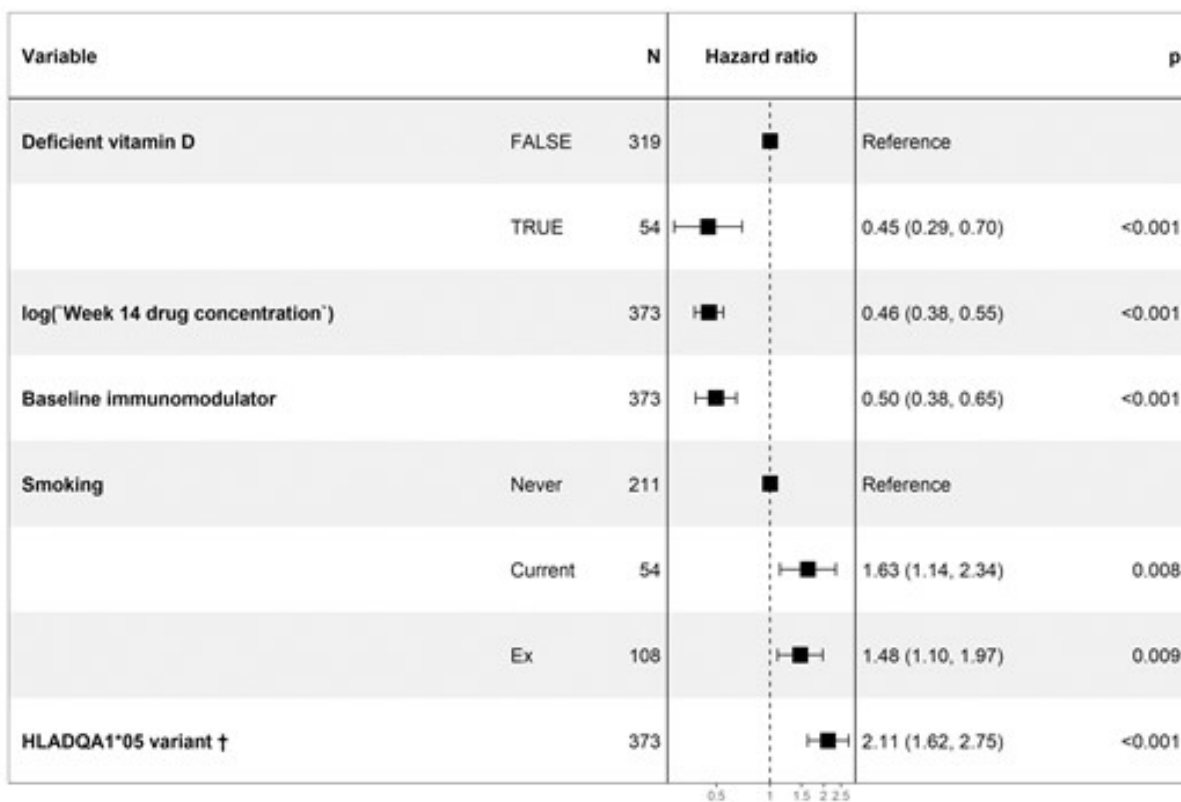 Variable N Hazard ratio p
Deficient vitamin D FALSE 319 Reference
TRUE 54 0.45 (0.29, 0.70) <0.001
log(`Week 14 drug concentration`) 373 0.46 (0.38, 0.55) <0.001
Baseline immunomodulator 373 0.50 (0.38, 0.65) <0.001
Smoking Never 211 Reference
Current 54 1.63 (1.14, 2.34) 0.008
Ex 108 1.48 (1.10, 1.97) 0.009
HLADQA1*05 variant † 373 2.11 (1.62, 2.75) <0.001
0.5 1 1.5 2 2.5